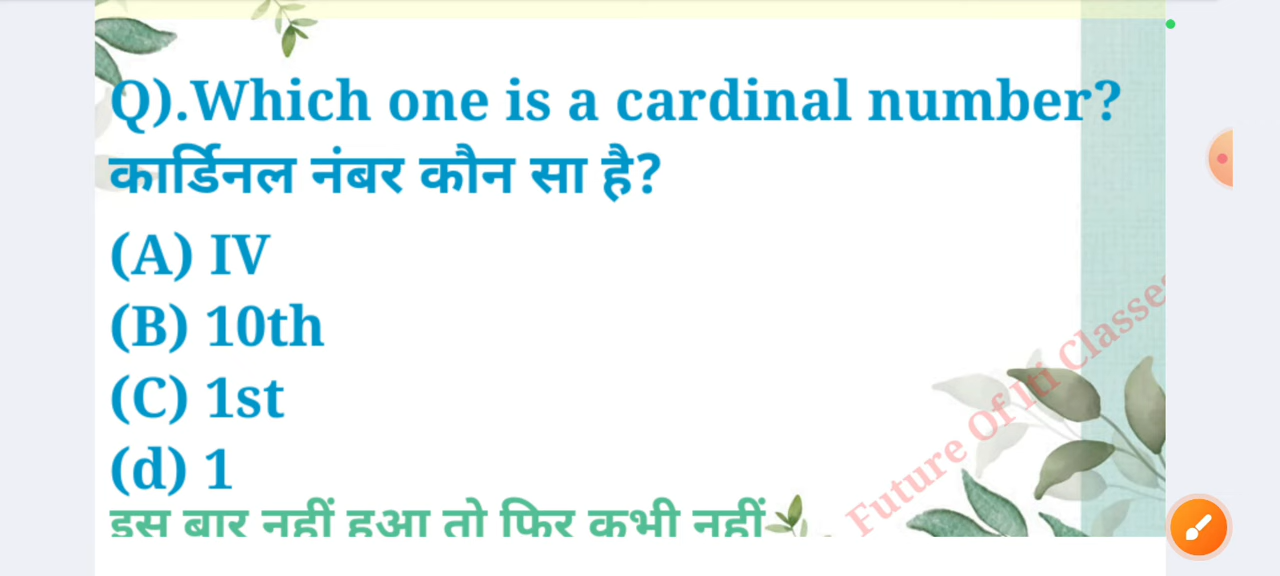 Q).Which one is a cardinal number?
कार्डिनल नंबर कौन सा है?
(A) IV
(B) 10th
(C) 1st
(d) 1
इस बार नहीं हुआ तो फिर कभी नहीं
Future Of iti Classes